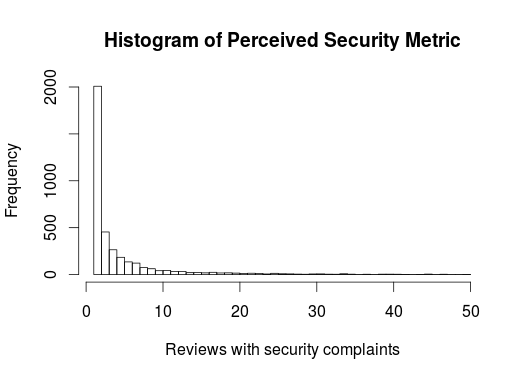 Histogram of Perceived Security Metric
Frequency
2000
1000
500
0
0 10 20 30 40 50
Reviews with security complaints